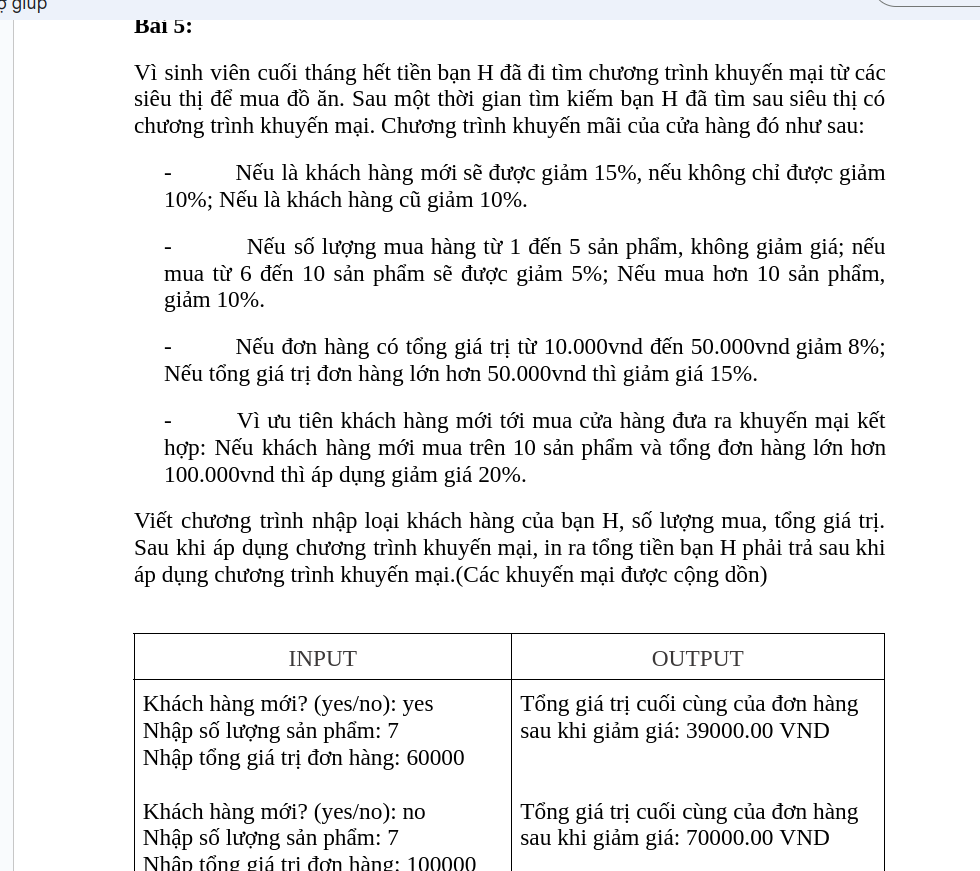 ợ giúp
Bài 5:
Vì sinh viên cuối tháng hết tiền bạn H đã đi tìm chương trình khuyến mại từ các
siêu thị để mua đồ ăn. Sau một thời gian tìm kiếm bạn H đã tìm sau siêu thị có
chương trình khuyến mại. Chương trình khuyến mãi của cửa hàng đó như sau:
- Nếu là khách hàng mới sẽ được giảm 15%, nếu không chỉ được giảm
10%; Nếu là khách hàng cũ giảm 10%.
- Nếu số lượng mua hàng từ 1 đến 5 sản phẩm, không giảm giá; nếu
mua từ 6 đến 10 sản phẩm sẽ được giảm 5%; Nếu mua hơn 10 sản phẩm,
giảm 10%.
- Nếu đơn hàng có tổng giá trị từ 10.000vnd đến 50.000vnd giảm 8%;
Nếu tổng giá trị đơn hàng lớn hơn 50.000vnd thì giảm giá 15%.
- Vì ưu tiên khách hàng mới tới mua cửa hàng đưa ra khuyến mại kết
hợp: Nếu khách hàng mới mua trên 10 sản phẩm và tổng đơn hàng lớn hơn
100.000vnd thì áp dụng giảm giá 20%.
Viết chương trình nhập loại khách hàng của bạn H, số lượng mua, tổng giá trị.
Sau khi áp dụng chương trình khuyến mại, in ra tổng tiền bạn H phải trả sau khi
áp dụng chương trình khuyến mại.(Các khuyến mại được cộng dồn)
INPUT
OUTPUT
Khách hàng mới? (yes/no): yes
Nhập số lượng sản phẩm: 7
Nhập tổng giá trị đơn hàng: 60000
Tổng giá trị cuối cùng của đơn hàng
sau khi giảm giá: 39000.00 VND
Khách hàng mới? (yes/no): no
Nhập số lượng sản phẩm: 7
Nhập tổng giá trị đơn hàng: 100000
Tổng giá trị cuối cùng của đơn hàng
sau khi giảm giá: 70000.00 VND